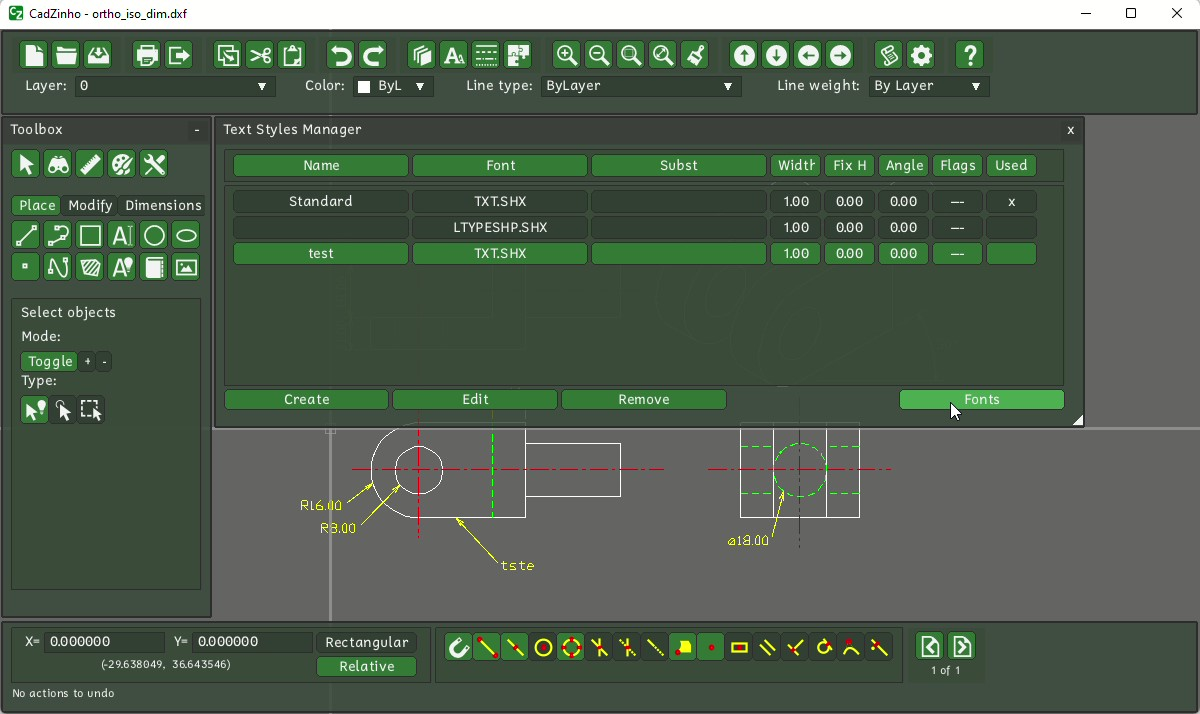 CadZinho - ortho_iso_dim.dxf
Layer: 0 Color: ByL Line type: ByLayer Line weight: By Layer
Toolbox -
Text Styles Manager x
Name Font Subst Width Fix H Angle Flags Used
Standard TXT.SHX 1.00 0.00 0.00 --- x
LTYPESHP.SHX 1.00 0.00 0.00 ---
test TXT.SHX 1.00 0.00 0.00 ---
Place Modify Dimensions
Select objects
Mode:
Toggle + -
Type:
Create Edit Remove Fonts
R16.00
R8.00
tste
ø18.00
X= 0.000000 Y= 0.000000 Rectangular
(-29.638049, 36.643546) Relative
1 of 1
No actions to undo